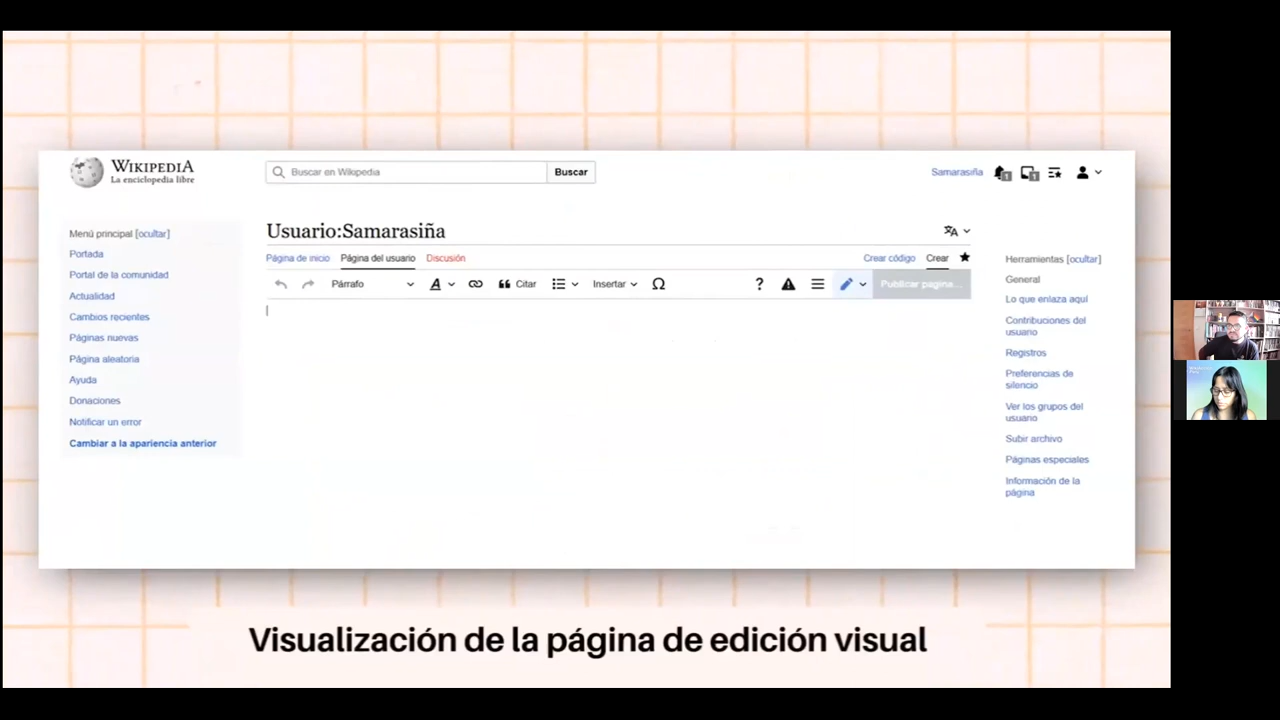 WIKIPEDIA
La enciclopedia libre
Buscar en Wikipedia
Buscar
Samarasiña
1
1
Menú principal [ocultar]
Portada
Portal de la comunidad
Actualidad
Cambios recientes
Páginas nuevas
Página aleatoria
Ayuda
Donaciones
Notificar un error
Cambiar a la apariencia anterior
Usuario:Samarasiña
Página de inicio Página del usuario Discusión
Crear código Crear
Párrafo
A
Citar
Insertar
Ω
?
Publicar página...
Herramientas [ocultar]
General
Lo que enlaza aquí
Contribuciones del
usuario
Registros
Preferencias de
silencio
Ver los grupos del
usuario
Subir archivo
Páginas especiales
Información de la
página
Visualización de la página de edición visual